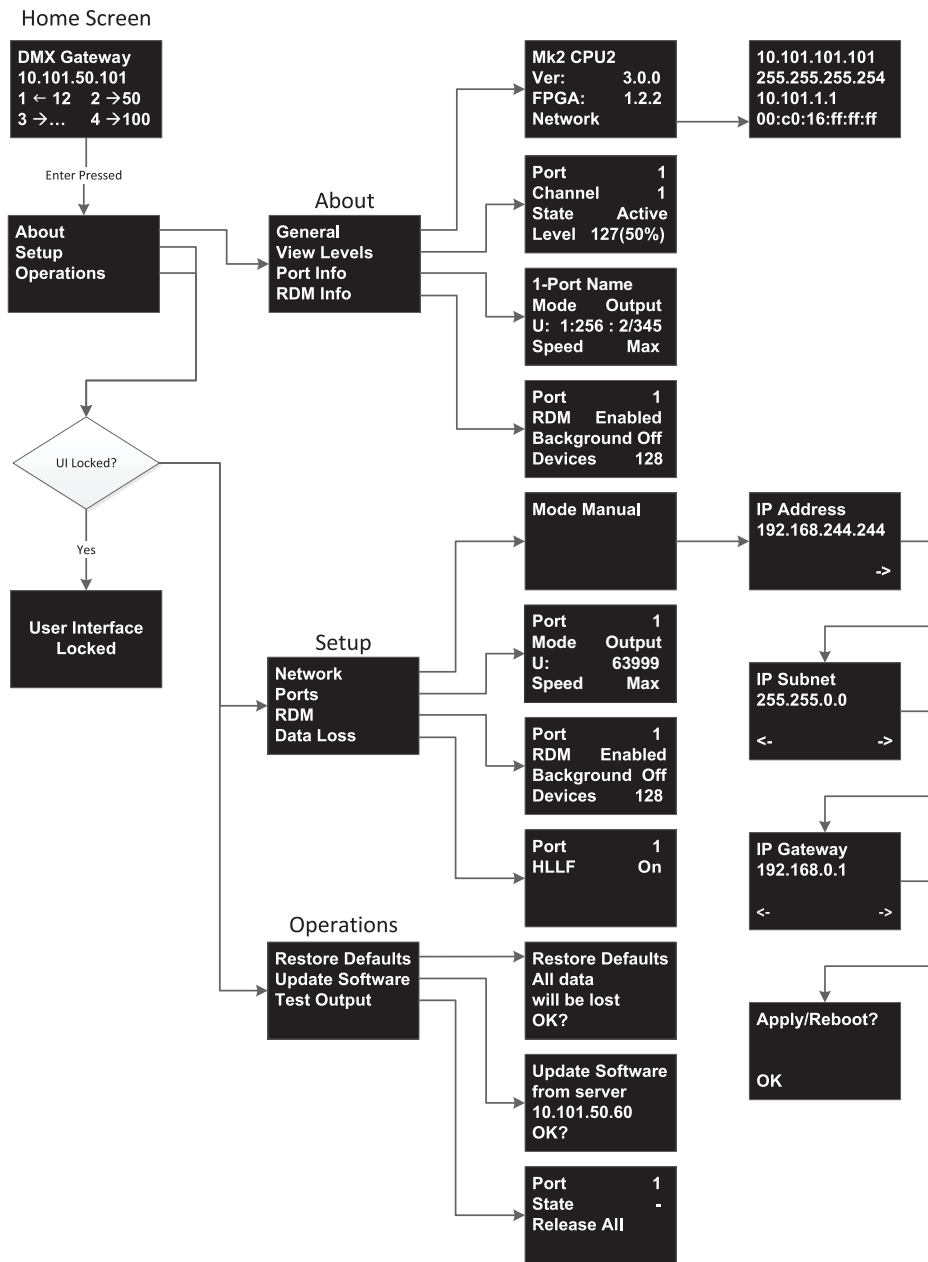 Home Screen
DMX Gateway
10.101.50.101
1 ← 12 2 →50
3 →... 4 →100
Enter Pressed
About
Setup
Operations
UI Locked?
Yes
User Interface
Locked
About
General
View Levels
Port Info
RDM Info
Mk2 CPU2
Ver: 3.0.0
FPGA: 1.2.2
Network
10.101.101.101
255.255.255.254
10.101.1.1
00:c0:16:ff:ff:ff
Port 1
Channel 1
State Active
Level 127(50%)
1-Port Name
Mode Output
U: 1:256 : 2/345
Speed Max
Port 1
RDM Enabled
Background Off
Devices 128
Setup
Network
Ports
RDM
Data Loss
Mode Manual
IP Address
192.168.244.244
->
Port 1
Mode Output
U: 63999
Speed Max
IP Subnet
255.255.0.0
<- ->
Port 1
RDM Enabled
Background Off
Devices 128
IP Gateway
192.168.0.1
<- ->
Port 1
HLLF On
Apply/Reboot?
OK
Operations
Restore Defaults
Update Software
Test Output
Restore Defaults
All data
will be lost
OK?
Update Software
from server
10.101.50.60
OK?
Port 1
State -
Release All